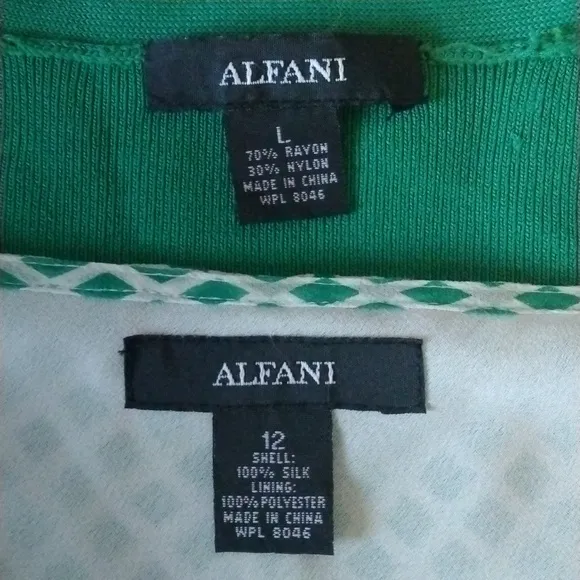 ALFANI
L
70% RAYON
30% NYLON
MADE IN CHINA
WPL 8046
ALFANI
12
SHELL:
100% SILK
LINING:
100% POLYESTER
MADE IN CHINA
WPL 8046